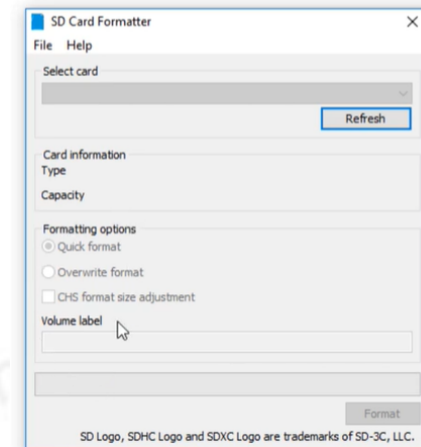 SD Card Formatter
File Help
Select card
Refresh
Card information
Type
Capacity
Formatting options
Quick format
Overwrite format
CHS format size adjustment
Volume label
Format
SD Logo, SDHC Logo and SDXC Logo are trademarks of SD-3C, LLC.